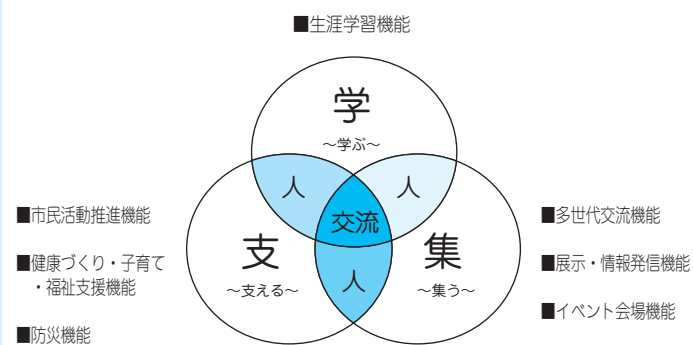 ■生涯学習機能
学
～学ぶ～
人
人
■市民活動推進機能
交流
■多世代交流機能
支
集
■健康づくり・子育て
・福祉支援機能
■展示・情報発信機能
～支える～
人
～集う～
■イベント会場機能
■防災機能